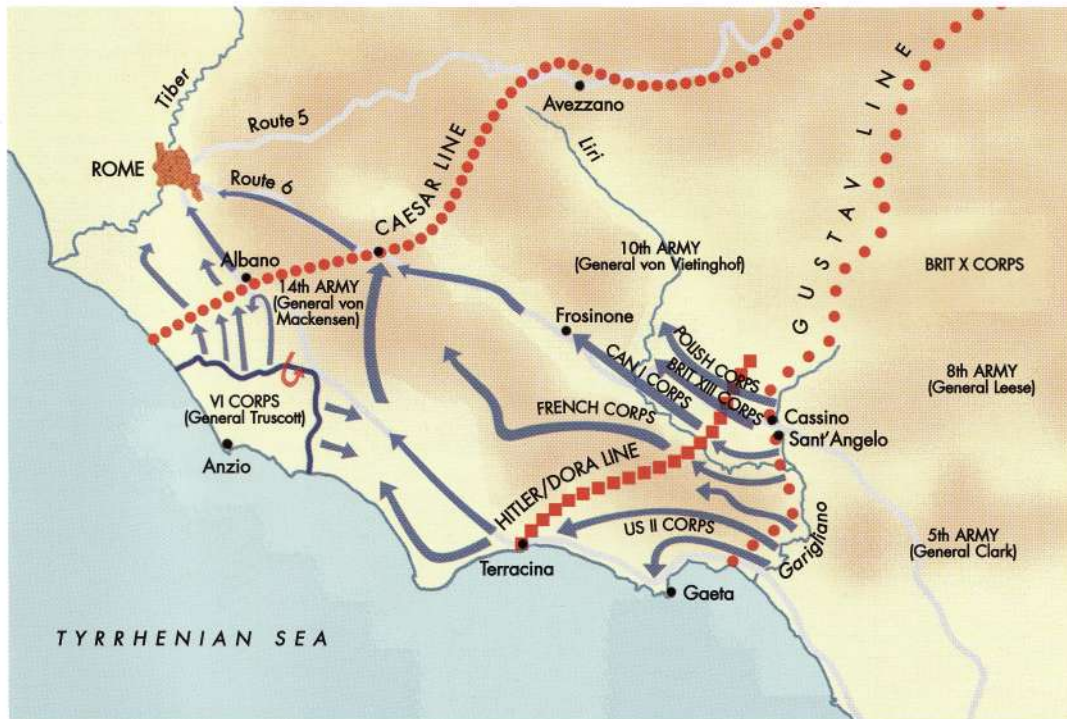 Tiber
Route 5
ROME
Route 6
Avezzano
Liri
CAESAR LINE
GUSTAV LINE
Albano
14th ARMY
(General von
Mackensen)
10th ARMY
(General von Vietinghof)
BRIT X CORPS
Frosinone
POLISH CORPS
BRIT XIII CORPS
CAN I CORPS
FRENCH CORPS
8th ARMY
(General Leese)
Cassino
Sant'Angelo
VI CORPS
(General Truscott)
Anzio
HITLER/DORA LINE
US II CORPS
Garigliano
5th ARMY
(General Clark)
Terracina
Gaeta
TYRRHENIAN SEA